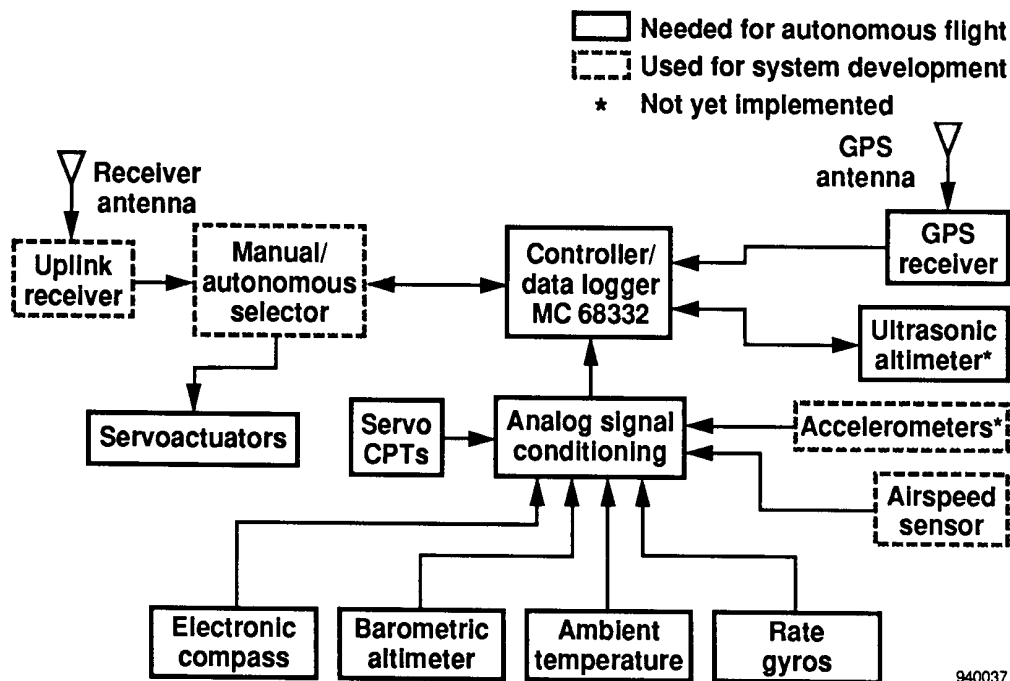 Needed for autonomous flight
Used for system development
* Not yet implemented
Receiver
antenna
GPS
antenna
Uplink
receiver
Manual/
autonomous
selector
Controller/
data logger
MC 68332
GPS
receiver
Ultrasonic
altimeter*
Servoactuators
Servo
CPTs
Analog signal
conditioning
Accelerometers*
Airspeed
sensor
Electronic
compass
Barometric
altimeter
Ambient
temperature
Rate
gyros
940037